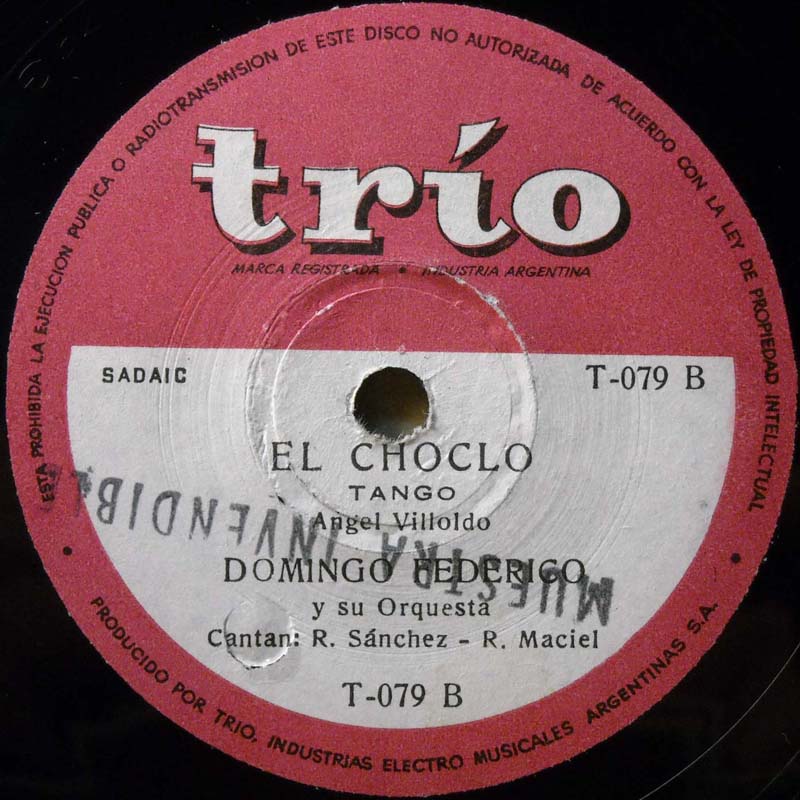 ESTA PROHIBIDA LA EJECUCION PUBLICA O RADIOTRANSMISION DE ESTE DISCO NO AUTORIZADA DE ACUERDO CON LA LEY DE PROPIEDAD INTELECTUAL
trío
MARCA REGISTRADA • INDUSTRIA ARGENTINA
SADAIC
T-079 B
EL CHOCLO
TANGO
Angel Villoldo
DOMINGO FEDERICO
y su Orquesta
Cantan: R. Sánchez - R. Maciel
T-079 B
MUESTRA INVENDIBLE
PRODUCIDO POR TRIO, INDUSTRIAS ELECTRO MUSICALES ARGENTINAS S.A.